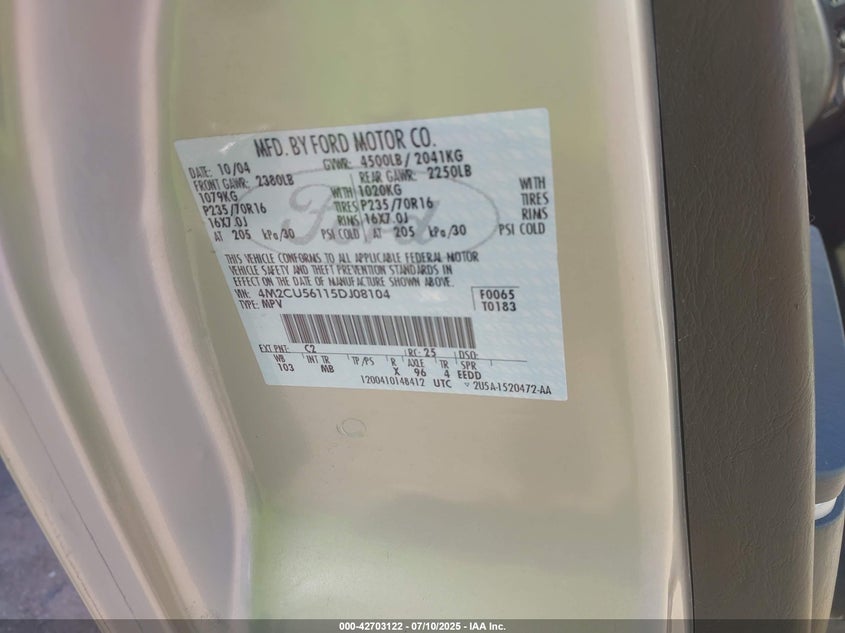 MFD. BY FORD MOTOR CO.
DATE: 10/04 GVWR: 4500LB / 2041KG
FRONT GAWR: 2380LB REAR GAWR: 2250LB
1079KG WITH 1020KG WITH
P235/70R16 TIRES P235/70R16 TIRES
16X7.0J RIMS 16X7.0J RIMS
AT 205 kPa/30 PSI COLD AT 205 kPa/30 PSI COLD
Ford
THIS VEHICLE CONFORMS TO ALL APPLICABLE FEDERAL MOTOR
VEHICLE SAFETY AND THEFT PREVENTION STANDARDS IN
EFFECT ON THE DATE OF MANUFACTURE SHOWN ABOVE.
VIN: 4M2CU56115DJ08104 F0065
TYPE: MPV T0183
EXT PNT: C2 RC: 25 DSO:
WB INT TR TP/PS R AXLE TR SPR
103 MB X 96 4 EEDD
1200410148412 UTC 2U5A-1520472-AA
000-42703122 - 07/10/2025 - IAA Inc.